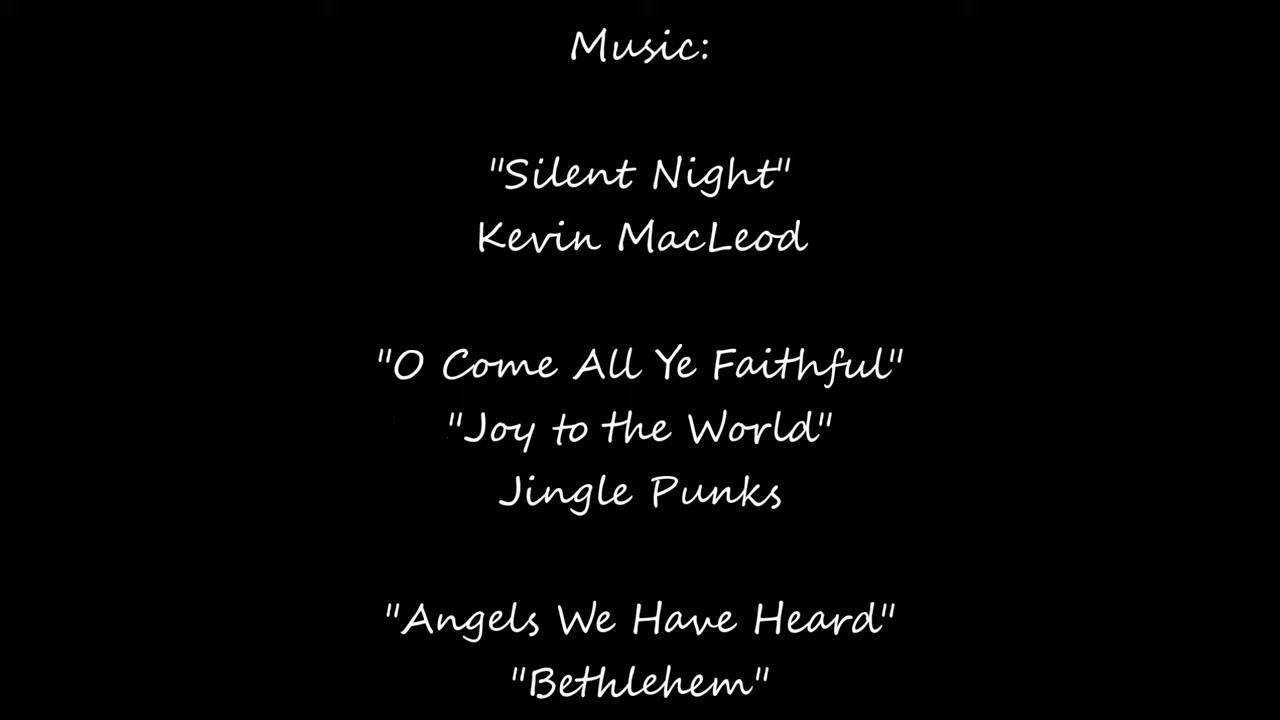 Music:
"Silent Night"
Kevin MacLeod
"O Come All Ye Faithful"
"Joy to the World"
Jingle Punks
"Angels We Have Heard"
"Bethlehem"